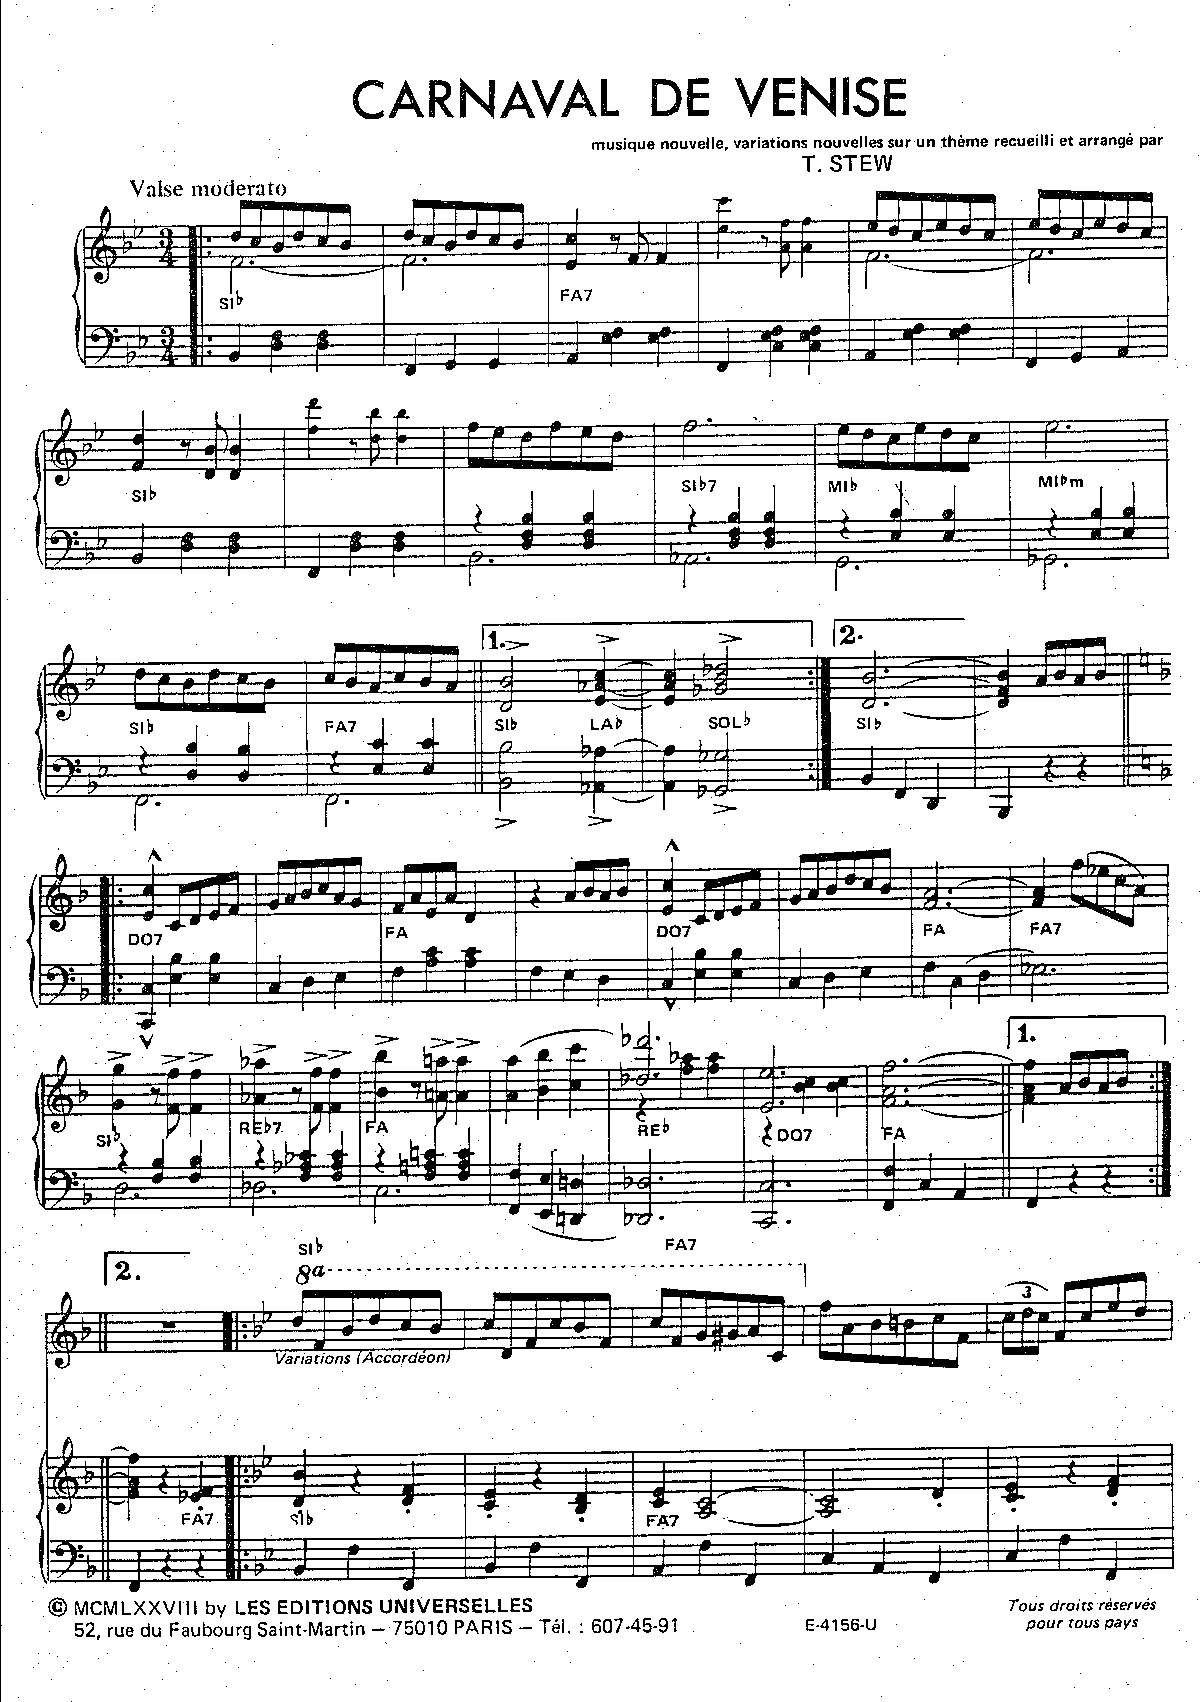 CARNAVAL DE VENISE
musique nouvelle, variations nouvelles sur un thème recueilli et arrangé par
T. STEW
Valse moderato
SI♭ FA7
SI♭ SI♭7 MI♭ MI♭m
1. 2.
SI♭ FA7 SI♭ LA♭ SOL♭ SI♭
DO7 FA DO7 FA FA7
1.
SI♭ RE♭7 FA RE♭ DO7 FA
SI♭ FA7
2. 8a
3
Variations (Accordéon)
FA7 SI♭ FA7
© MCMLXXVIII by LES EDITIONS UNIVERSELLES
52, rue du Faubourg Saint-Martin – 75010 PARIS – Tél. : 607-45-91 E-4156-U
Tous droits réservés
pour tous pays